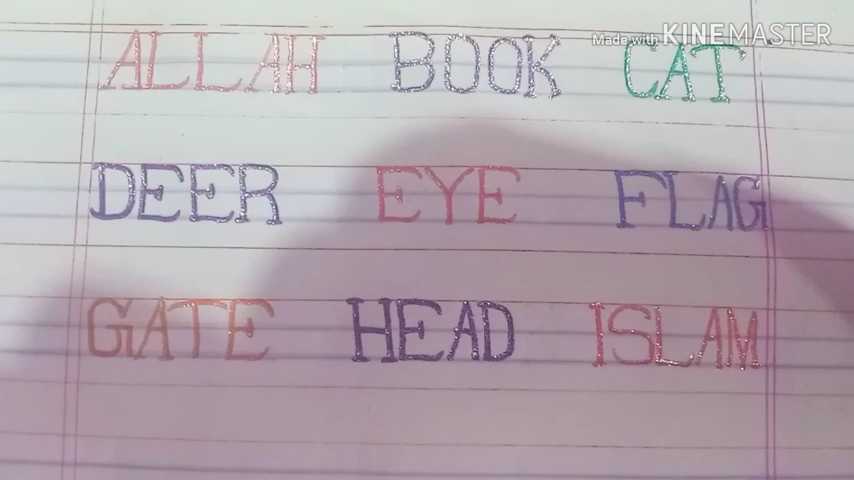 Made with KINEMASTER
ALLAH BOOK CAT
DEER EYE FLAG
GATE HEAD ISLAM